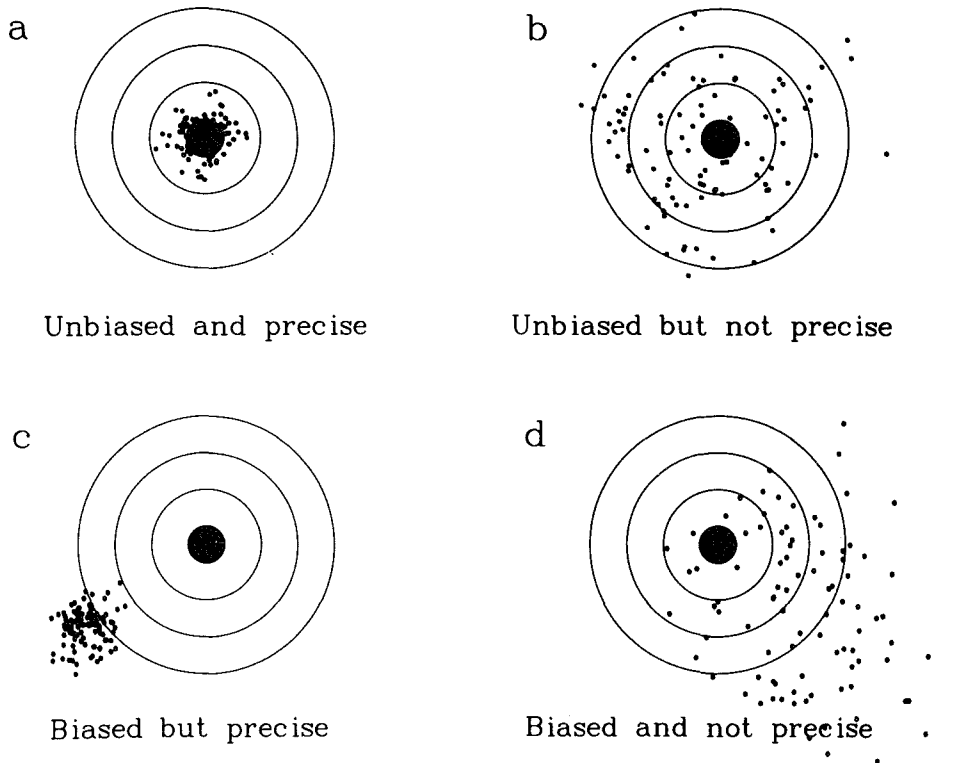 a
b
Unbiased and precise
Unbiased but not precise
c
d
Biased but precise
Biased and not precise